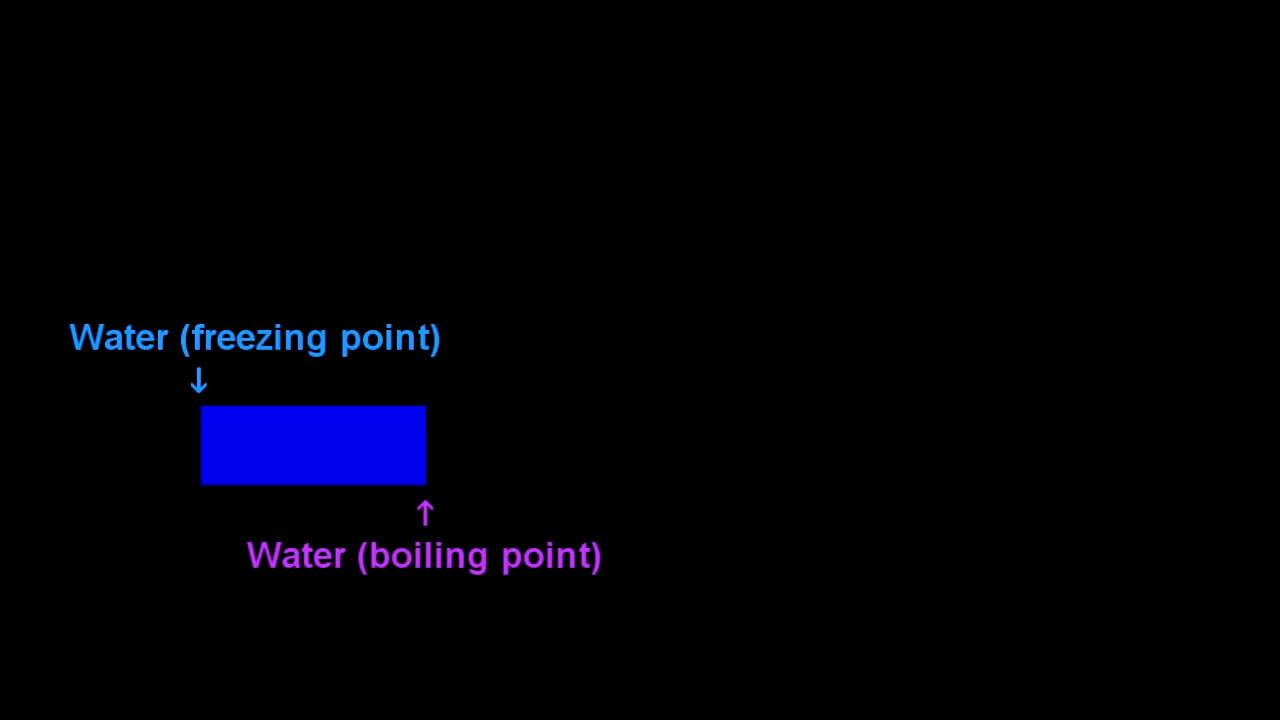 Water (freezing point)
↓
↑
Water (boiling point)